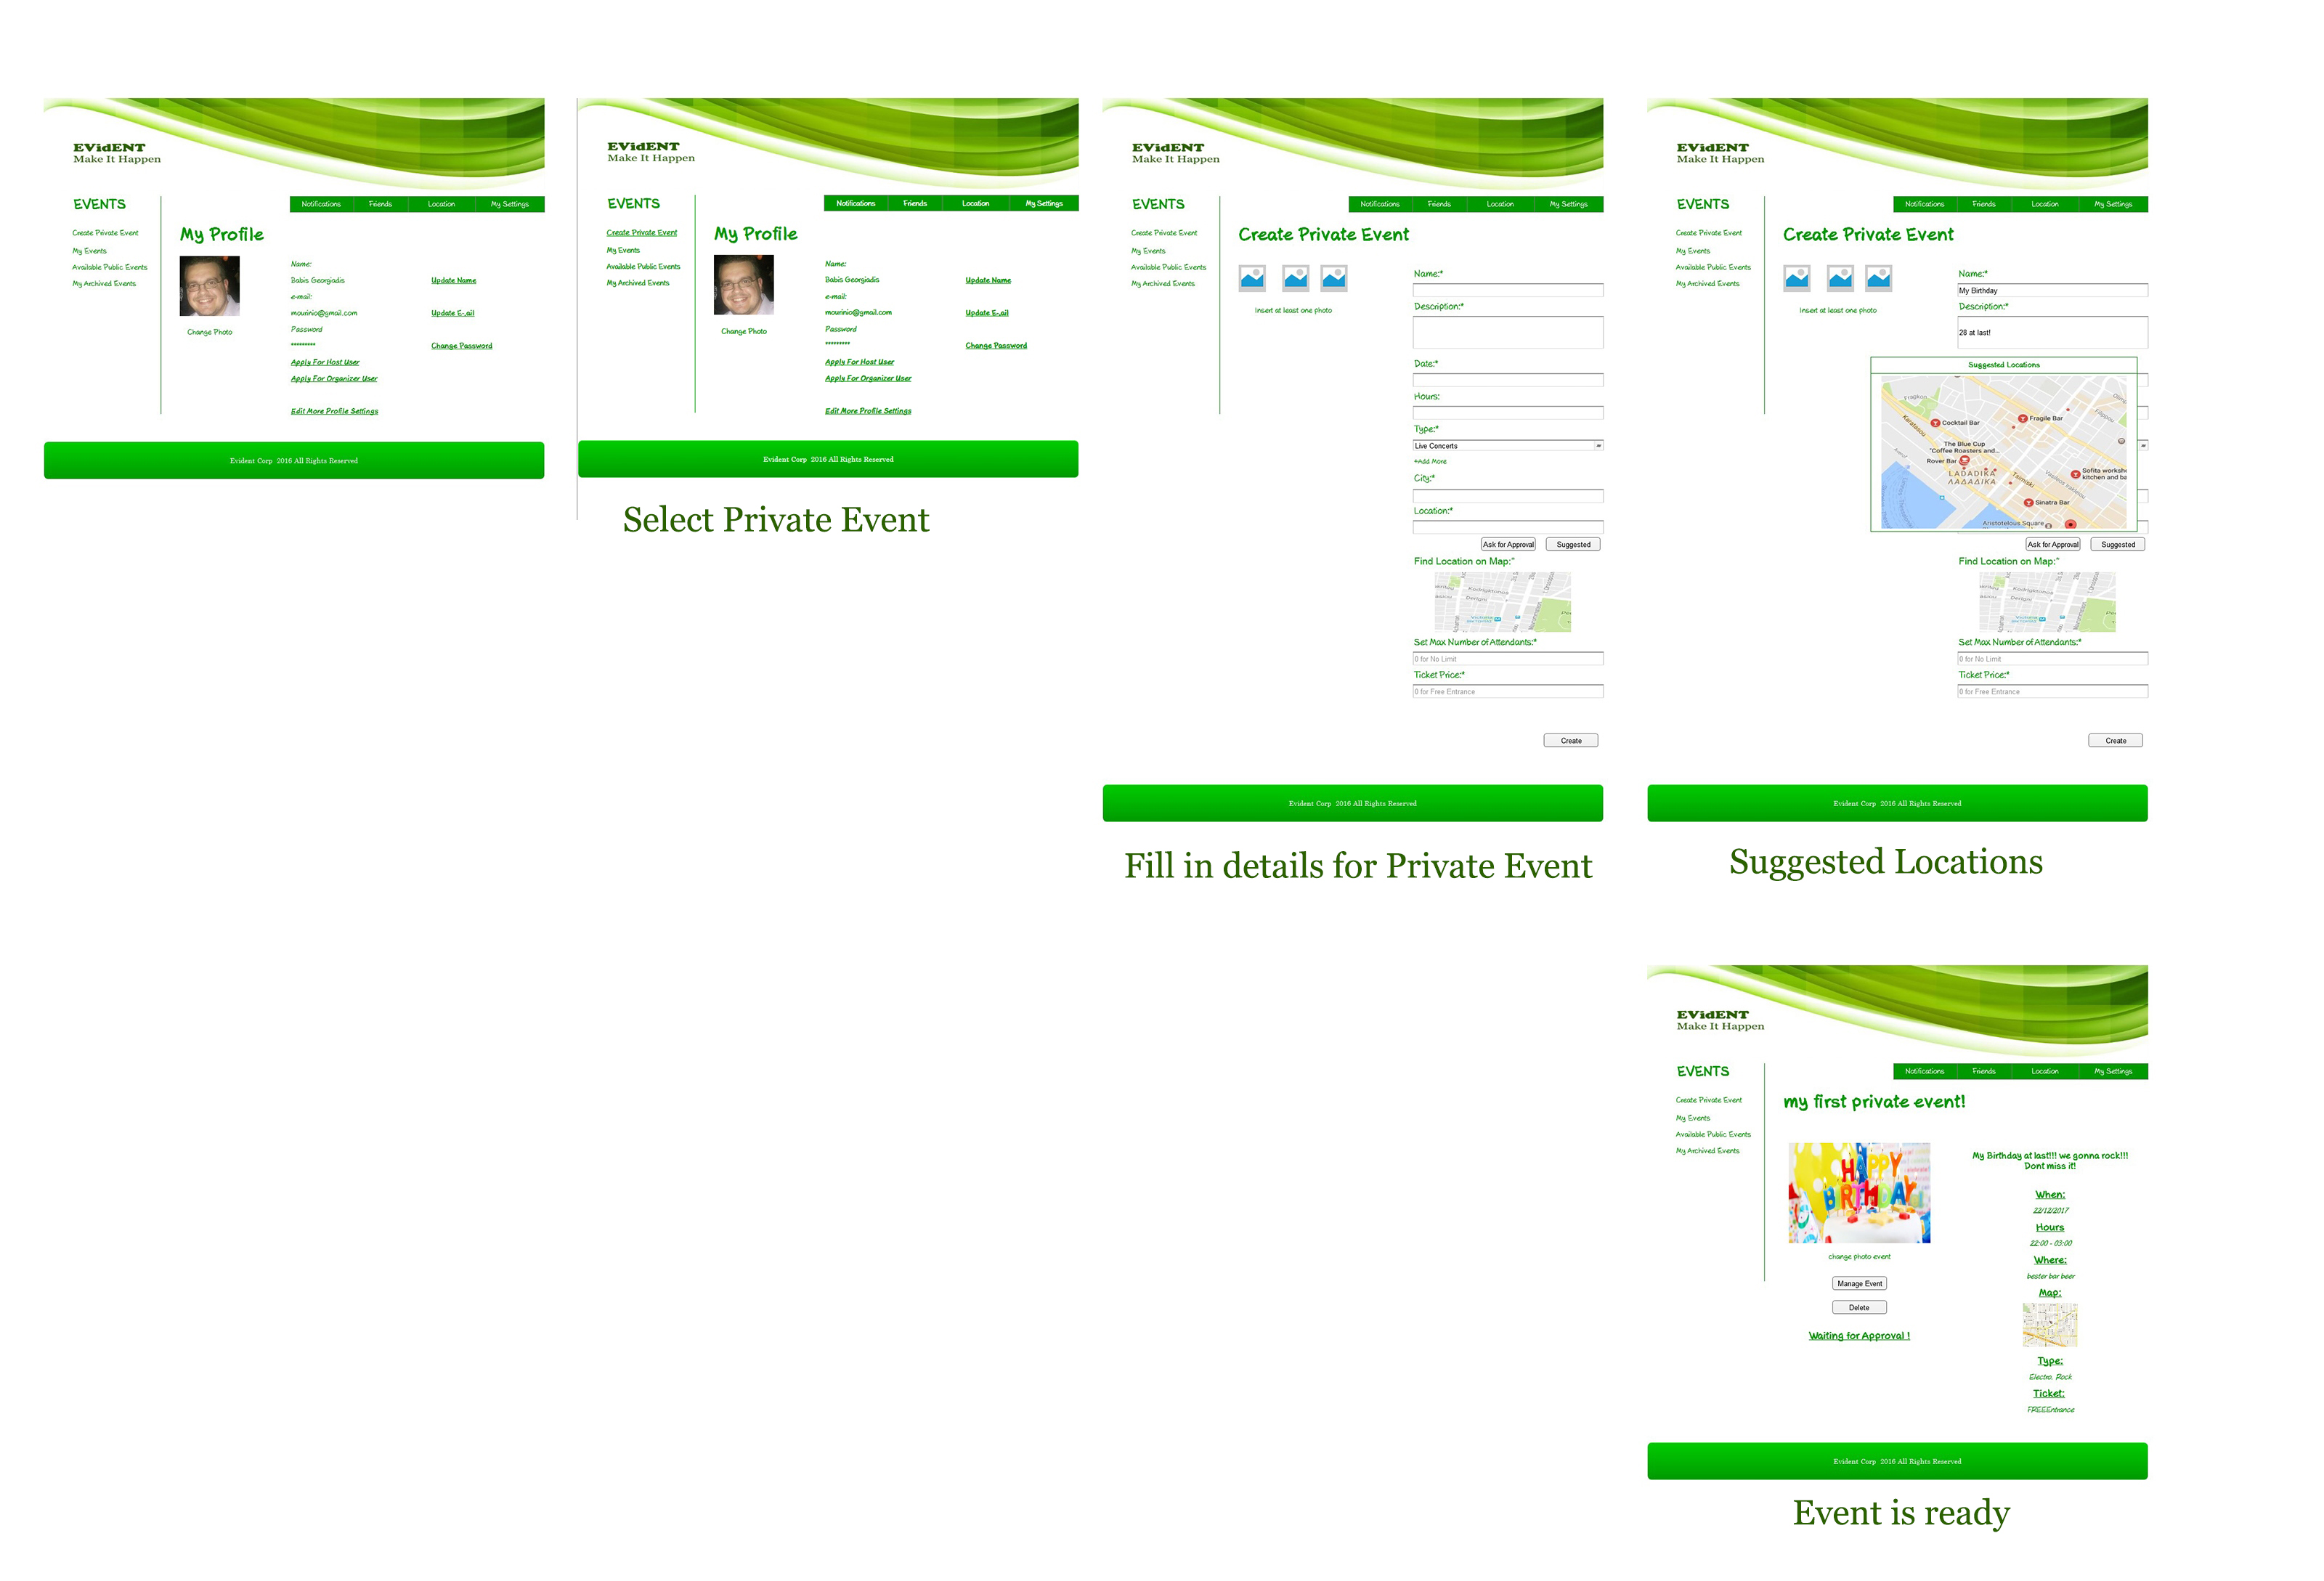 EVidENT
Make It Happen
EVENTS
Notifications
Friends
Location
My Settings
Create Private Event
My Events
Available Public Events
My Archived Events
My Profile
Change Photo
Name:
Babis Georgiadis
Update Name
e-mail:
mourinio@gmail.com
Update E-.ail
Password
*********
Change Password
Apply For Host User
Apply For Organizer User
Edit More Profile Settings
Evident Corp 2016 All Rights Reserved
EVidENT
Make It Happen
EVENTS
Notifications
Friends
Location
My Settings
Create Private Event
My Events
Available Public Events
My Archived Events
My Profile
Change Photo
Name:
Babis Georgiadis
Update Name
e-mail:
mourinio@gmail.com
Update E-.ail
Password
*********
Change Password
Apply For Host User
Apply For Organizer User
Edit More Profile Settings
Evident Corp 2016 All Rights Reserved
Select Private Event
EVidENT
Make It Happen
EVENTS
Notifications
Friends
Location
My Settings
Create Private Event
My Events
Available Public Events
My Archived Events
Create Private Event
Insert at least one photo
Name:*
Description:*
Date:*
Hours:
Type:*
Live Concerts
+Add More
City:*
Location:*
Ask for Approval
Suggested
Find Location on Map:"
Set Max Number of Attendants:*
0 for No Limit
Ticket Price:*
0 for Free Entrance
Create
Evident Corp 2016 All Rights Reserved
Fill in details for Private Event
EVidENT
Make It Happen
EVENTS
Notifications
Friends
Location
My Settings
Create Private Event
My Events
Available Public Events
My Archived Events
Create Private Event
Insert at least one photo
Name:*
My Birthday
Description:*
28 at last!
Suggested Locations
Fragkon
Karatasou
Cocktail Bar
Fragile Bar
Filippou
The Blue Cup
"Coffee Roasters and...
Rover Bar
LADADIKA
ΛΑΔΑΔΙΚΑ
Tsimiski
Vasileos Irakleiou
Sofita worksh
kitchen and ba
Sinatra Bar
Aristotelous Square
Ask for Approval
Suggested
Find Location on Map:"
Set Max Number of Attendants:*
0 for No Limit
Ticket Price:*
0 for Free Entrance
Create
Evident Corp 2016 All Rights Reserved
Suggested Locations
EVidENT
Make It Happen
EVENTS
Notifications
Friends
Location
My Settings
Create Private Event
My Events
Available Public Events
My Archived Events
my first private event!
HAPPY
BIRTHDAY
change photo event
Manage Event
Delete
Waiting for Approval !
My Birthday at last!!! we gonna rock!!!
Dont miss it!
When:
22/12/2017
Hours
22:00 - 03:00
Where:
bester bar beer
Map:
Type:
Electro, Rock
Ticket:
FREEEntrance
Evident Corp 2016 All Rights Reserved
Event is ready